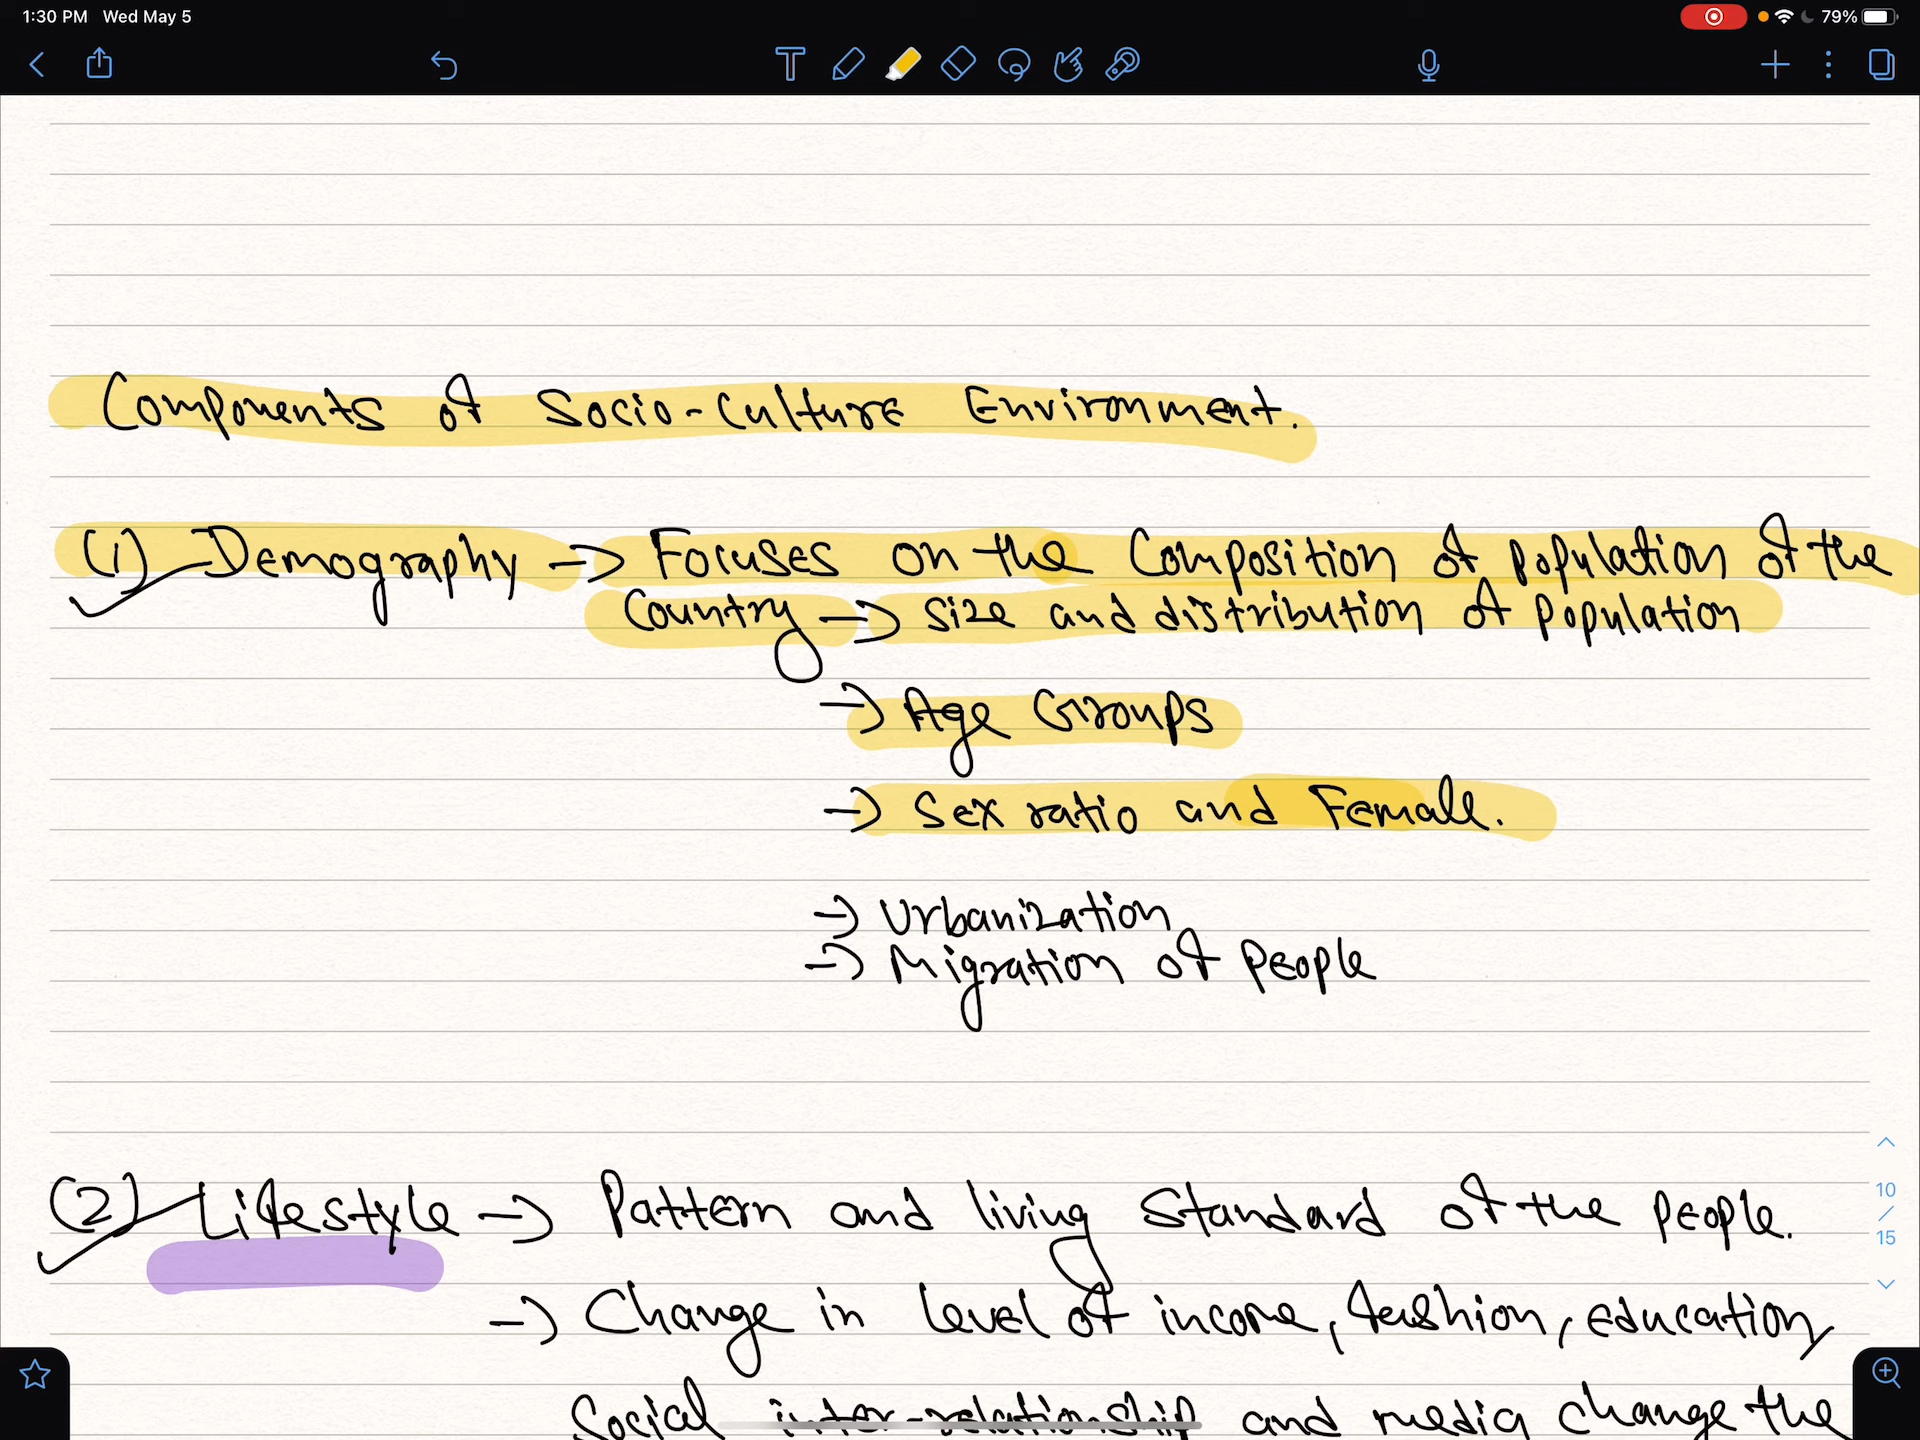 1:30 PM Wed May 5
79%
Components of Socio-Culture Environment.
(1) Demography → Focuses on the Composition of population of the
Country → size and distribution of population
→ Age Groups
→ Sex ratio and Female.
→ Urbanization
→ Migration of People
(2) Lifestyle → Pattern and living Standard of the people.
10
/
15
→ Change in level of income, fashion, education,
Social inter-relationship and media change the